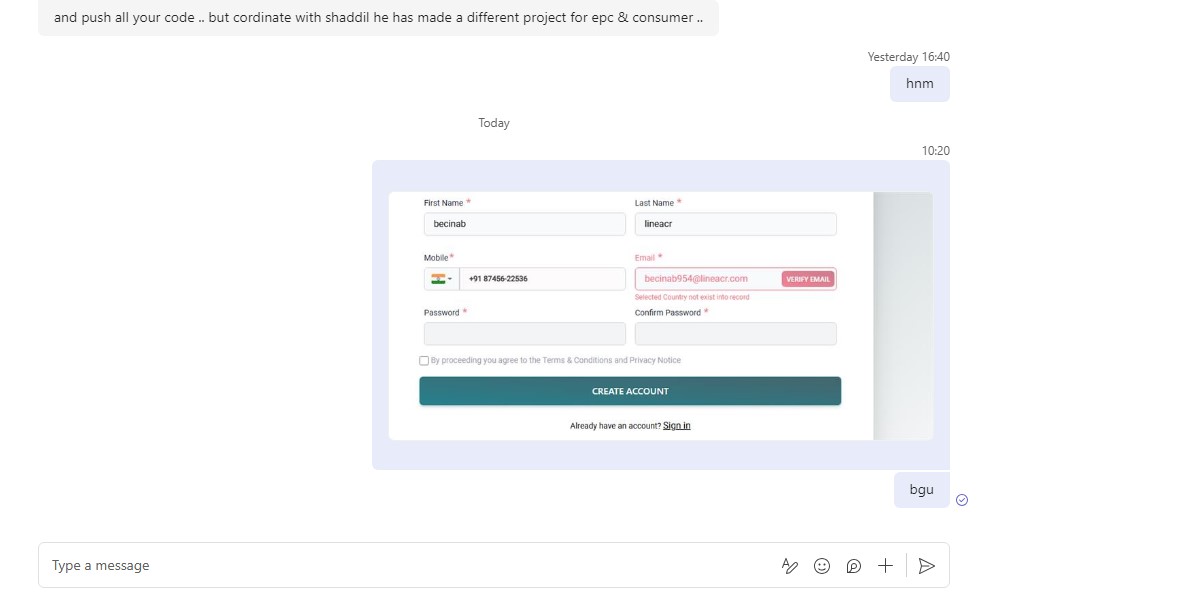 and push all your code .. but cordinate with shaddil he has made a different project for epc & consumer ..
Yesterday 16:40
hnm
Today
10:20
First Name *
Last Name *
becinab
lineacr
Mobile*
Email *
+91 87456-22536
becinab954@lineacr.com
VERIFY EMAIL
Selected Country not exist into record
Password *
Confirm Password *
By proceeding you agree to the Terms & Conditions and Privacy Notice
CREATE ACCOUNT
Already have an account? Sign in
bgu
Type a message